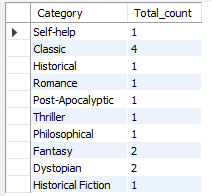 Category Total_count
Self-help 1
Classic 4
Historical 1
Romance 1
Post-Apocalyptic 1
Thriller 1
Philosophical 1
Fantasy 2
Dystopian 2
Historical Fiction 1